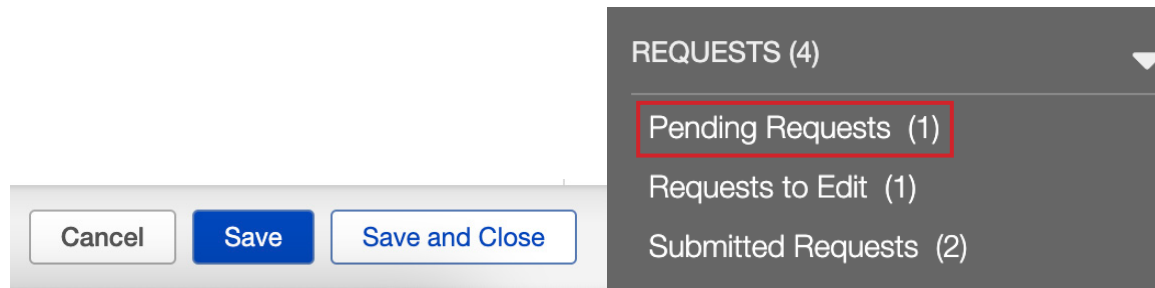 Cancel Save Save and Close
REQUESTS (4)
Pending Requests (1)
Requests to Edit (1)
Submitted Requests (2)